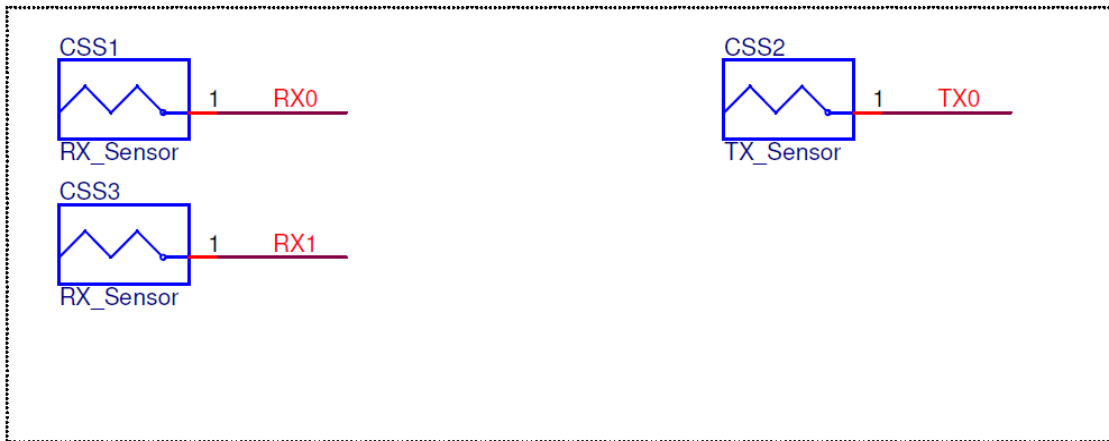 CSS1
1 RX0
RX_Sensor
CSS3
1 RX1
RX_Sensor
CSS2
1 TX0
TX_Sensor